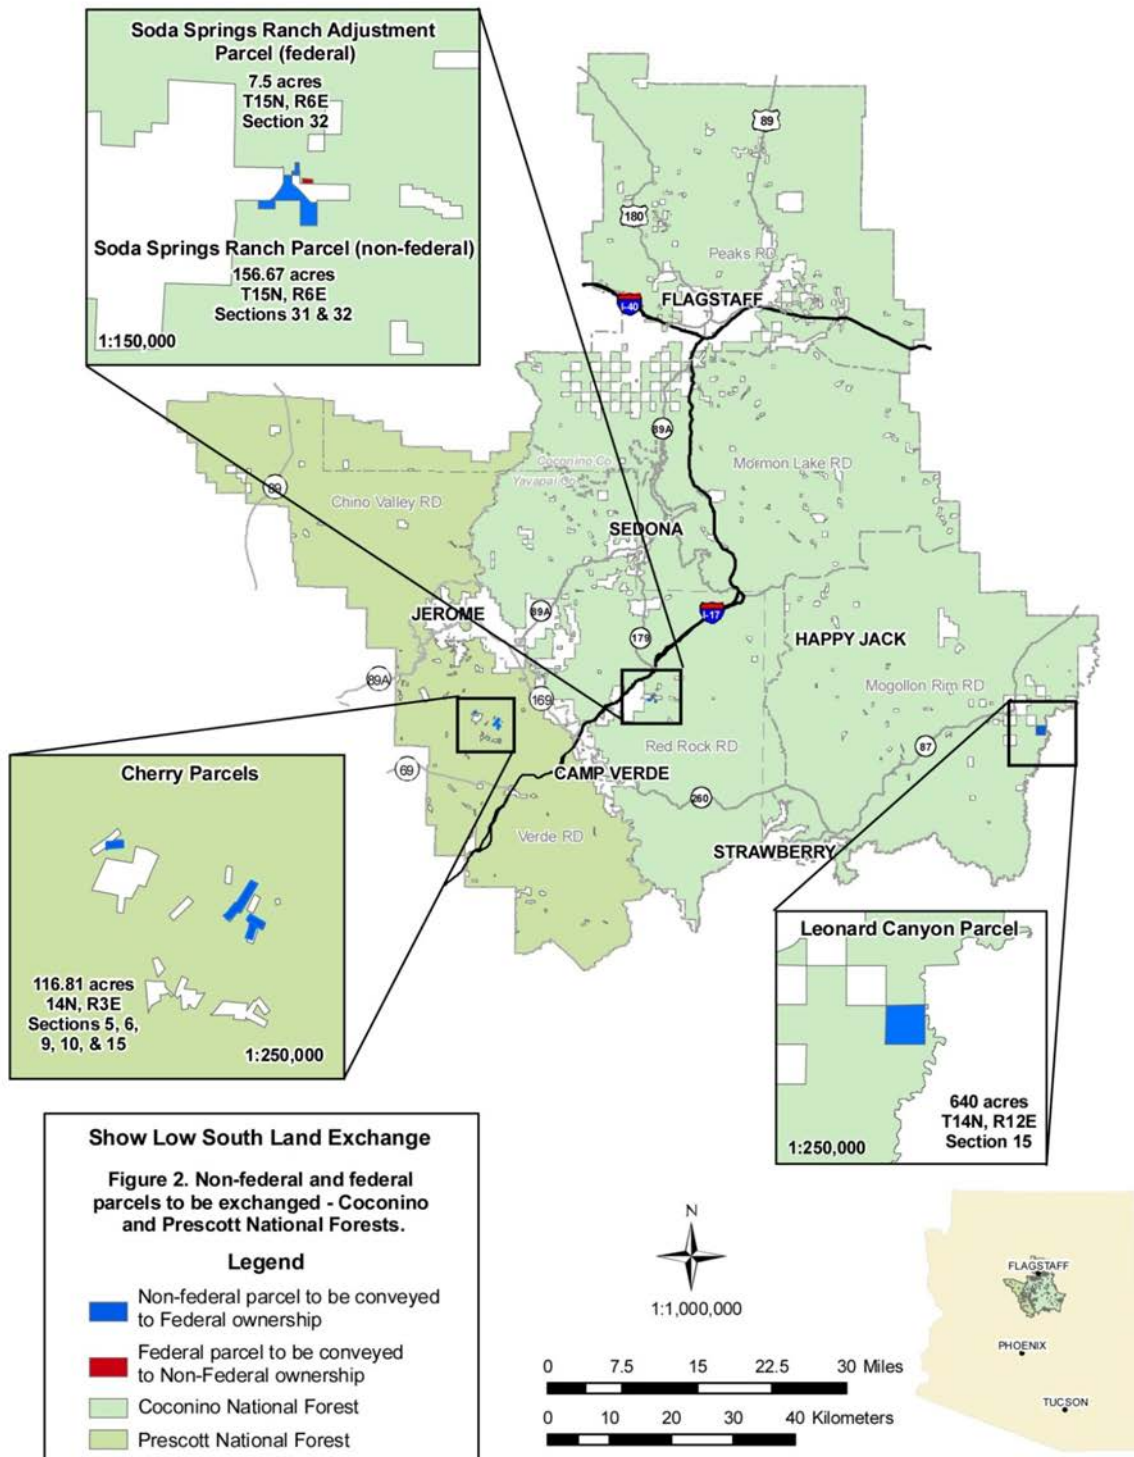 Soda Springs Ranch Adjustment
Parcel (federal)
7.5 acres
T15N, R6E
Section 32
Soda Springs Ranch Parcel (non-federal)
156.67 acres
T15N, R6E
Sections 31 & 32
1:150,000
89
180
Peaks RD
FLAGSTAFF
I-40
89A
Mormon Lake RD
Coconino Co
Yavapai Co
89
Chino Valley RD
SEDONA
JEROME
89A
I-17
179
HAPPY JACK
89A
Mogollon Rim RD
169
Red Rock RD
87
69
CAMP VERDE
260
Verde RD
STRAWBERRY
Cherry Parcels
116.81 acres
14N, R3E
Sections 5, 6,
9, 10, & 15
1:250,000
Leonard Canyon Parcel
640 acres
T14N, R12E
Section 15
1:250,000
Show Low South Land Exchange
Figure 2. Non-federal and federal
parcels to be exchanged - Coconino
and Prescott National Forests.
Legend
Non-federal parcel to be conveyed
to Federal ownership
Federal parcel to be conveyed
to Non-Federal ownership
Coconino National Forest
Prescott National Forest
N
1:1,000,000
0 7.5 15 22.5 30 Miles
0 10 20 30 40 Kilometers
FLAGSTAFF
PHOENIX
TUCSON